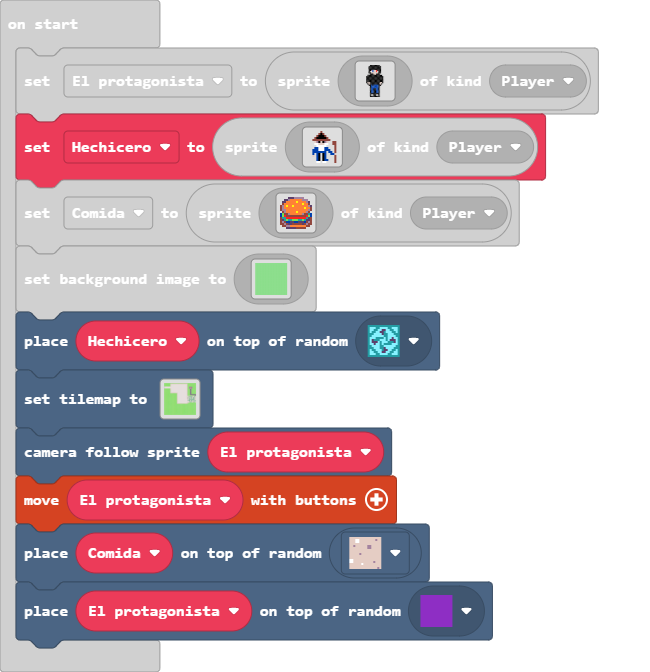 on start
set El protagonista to sprite of kind Player
set Hechicero to sprite of kind Player
set Comida to sprite of kind Player
set background image to
place Hechicero on top of random
set tilemap to
camera follow sprite El protagonista
move El protagonista with buttons
place Comida on top of random
place El protagonista on top of random